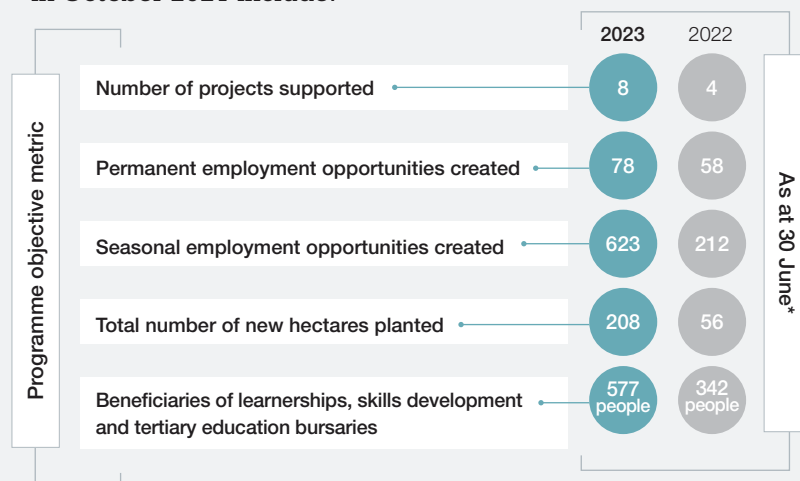 2023 2022
Programme objective metric
Number of projects supported 8 4
Permanent employment opportunities created 78 58
Seasonal employment opportunities created 623 212
Total number of new hectares planted 208 56
Beneficiaries of learnerships, skills development
and tertiary education bursaries
577
people
342
people
As at 30 June*